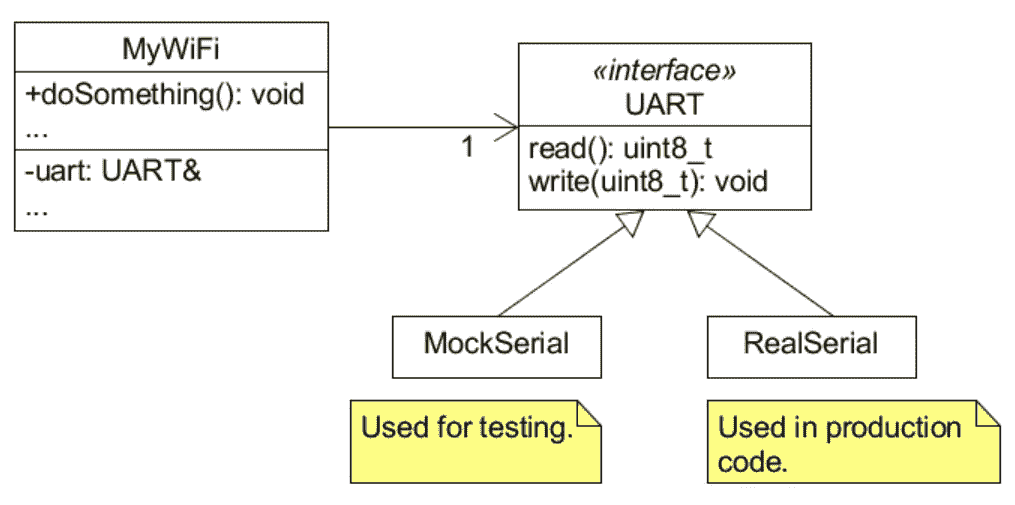 MyWiFi
+doSomething(): void
...
-uart: UART&
...
1
«interface»
UART
read(): uint8_t
write(uint8_t): void
MockSerial
RealSerial
Used for testing.
Used in production
code.